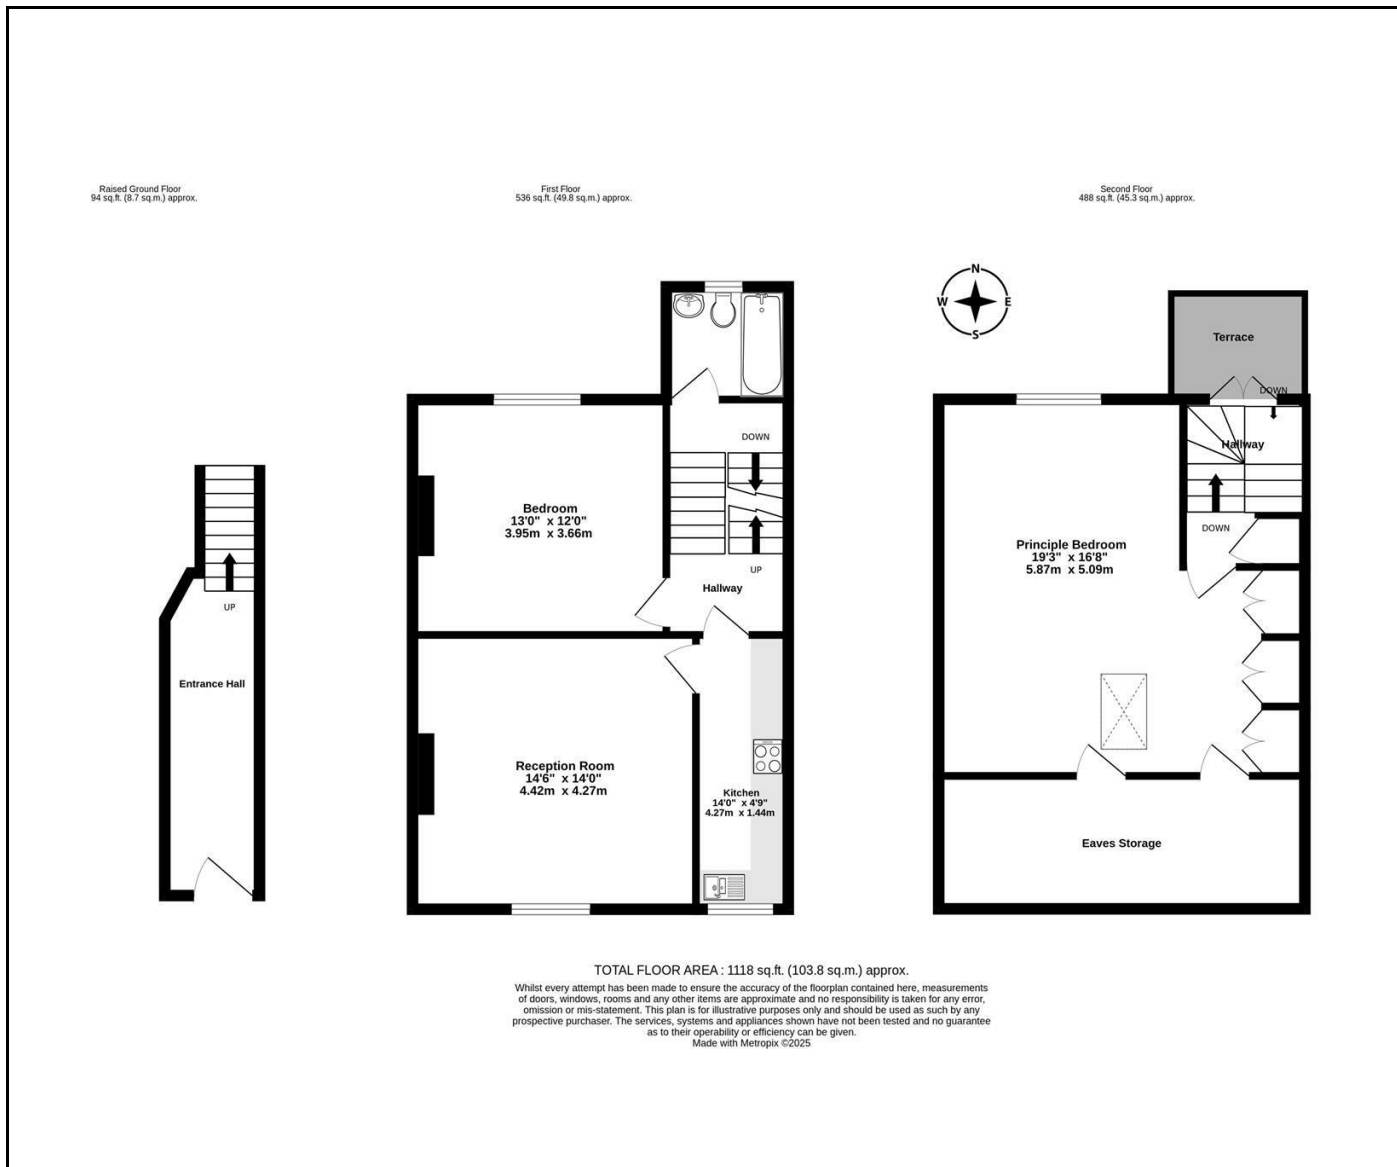 Raised Ground Floor
94 sq.ft. (8.7 sq.m.) approx.
First Floor
536 sq.ft. (49.8 sq.m.) approx.
Second Floor
488 sq.ft. (45.3 sq.m.) approx.
UP
Entrance Hall
DOWN
Bedroom
13'0" x 12'0"
3.95m x 3.66m
UP
Hallway
Reception Room
14'6" x 14'0"
4.42m x 4.27m
Kitchen
14'0" x 4'9"
4.27m x 1.44m
N
W
E
S
Terrace
DOWN
Hallway
DOWN
Principle Bedroom
19'3" x 16'8"
5.87m x 5.09m
Eaves Storage
TOTAL FLOOR AREA : 1118 sq.ft. (103.8 sq.m.) approx.
Whilst every attempt has been made to ensure the accuracy of the floorplan contained here, measurements
of doors, windows, rooms and any other items are approximate and no responsibility is taken for any error,
omission or mis-statement. This plan is for illustrative purposes only and should be used as such by any
prospective purchaser. The services, systems and appliances shown have not been tested and no guarantee
as to their operability or efficiency can be given.
Made with Metropix ©2025